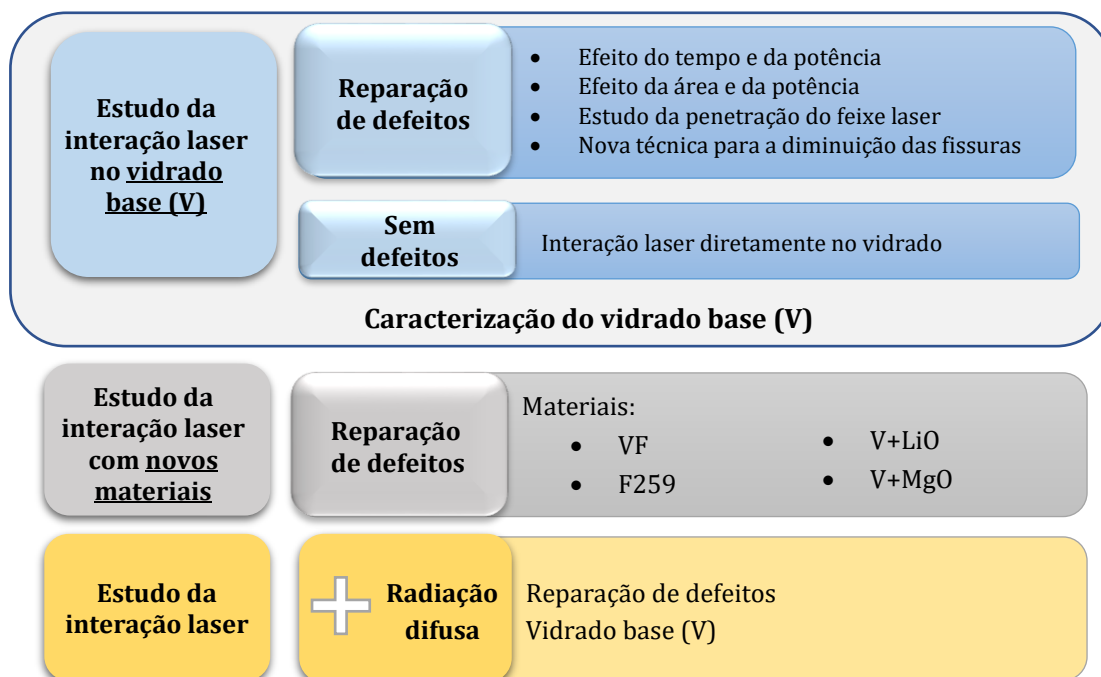 Estudo da
interação laser
no vidrado
base (V)
Reparação
de defeitos
• Efeito do tempo e da potência
• Efeito da área e da potência
• Estudo da penetração do feixe laser
• Nova técnica para a diminuição das fissuras
Sem
defeitos
Interação laser diretamente no vidrado
Caracterização do vidrado base (V)
Estudo da
interação laser
com novos
materiais
Reparação
de defeitos
Materiais:
• VF
• F259
• V+LiO
• V+MgO
Estudo da
interação laser
Radiação
difusa
Reparação de defeitos
Vidrado base (V)